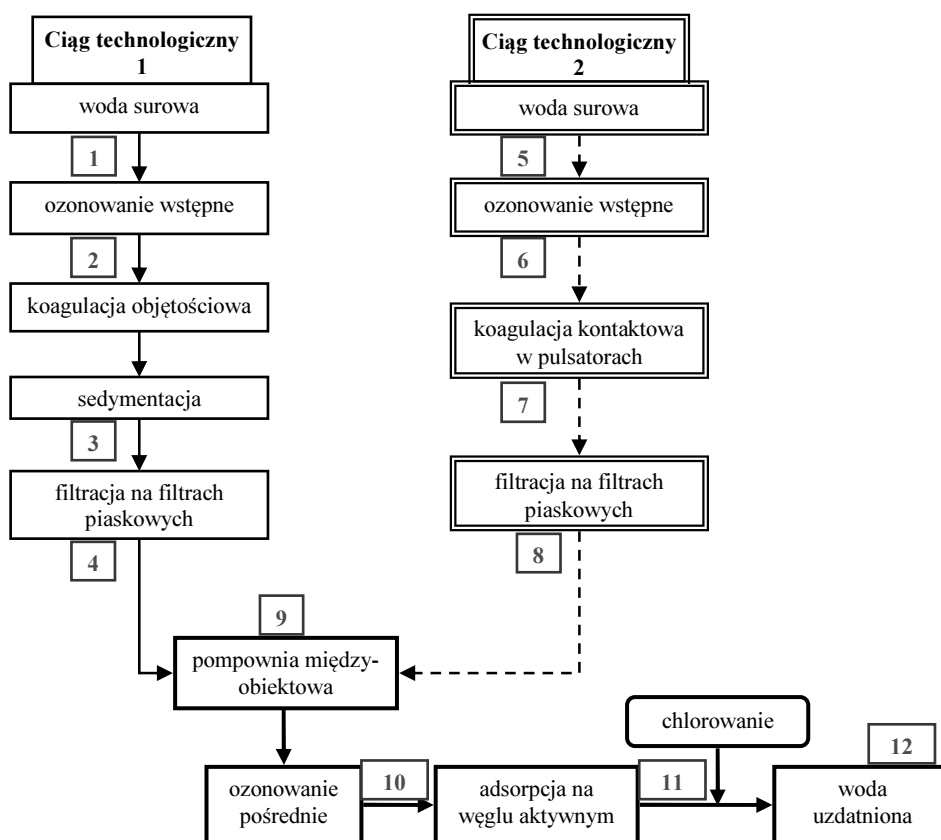 Ciąg technologiczny
1
woda surowa
1
ozonowanie wstępne
2
koagulacja objętościowa
sedymentacja
3
filtracja na filtrach
piaskowych
4
Ciąg technologiczny
2
woda surowa
5
ozonowanie wstępne
6
koagulacja kontaktowa
w pulsatorach
7
filtracja na filtrach
piaskowych
8
9
pompownia między-
obiektowa
chlorowanie
ozonowanie
pośrednie
10
adsorpcja na
węglu aktywnym
11
12
woda
uzdatniona